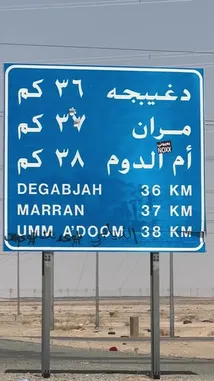 دغيبجه ٣٦ كم
مران ٣٧ كم
أم الدوم ٣٨ كم
NOXX
DEGABJAH 36 KM
MARRAN 37 KM
UMM A'DOOM 38 KM